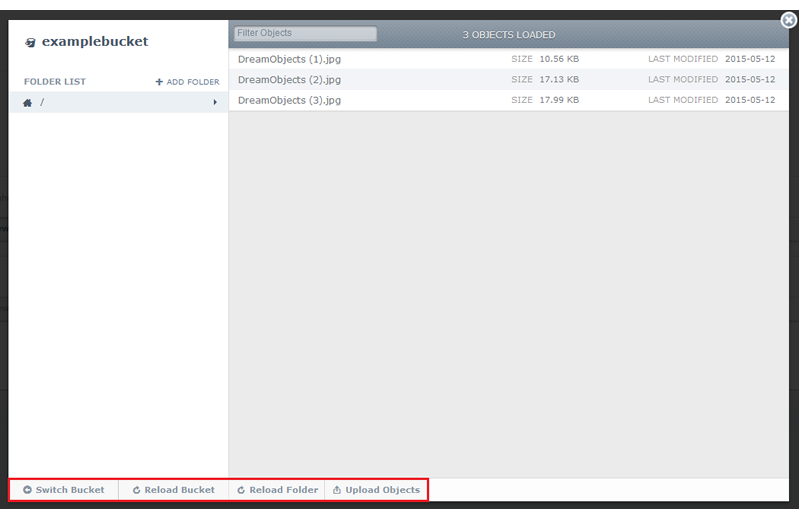 examplebucket
FOLDER LIST + ADD FOLDER
/
Filter Objects 3 OBJECTS LOADED
DreamObjects (1).jpg SIZE 10.56 KB LAST MODIFIED 2015-05-12
DreamObjects (2).jpg SIZE 17.13 KB LAST MODIFIED 2015-05-12
DreamObjects (3).jpg SIZE 17.99 KB LAST MODIFIED 2015-05-12
Switch Bucket Reload Bucket Reload Folder Upload Objects